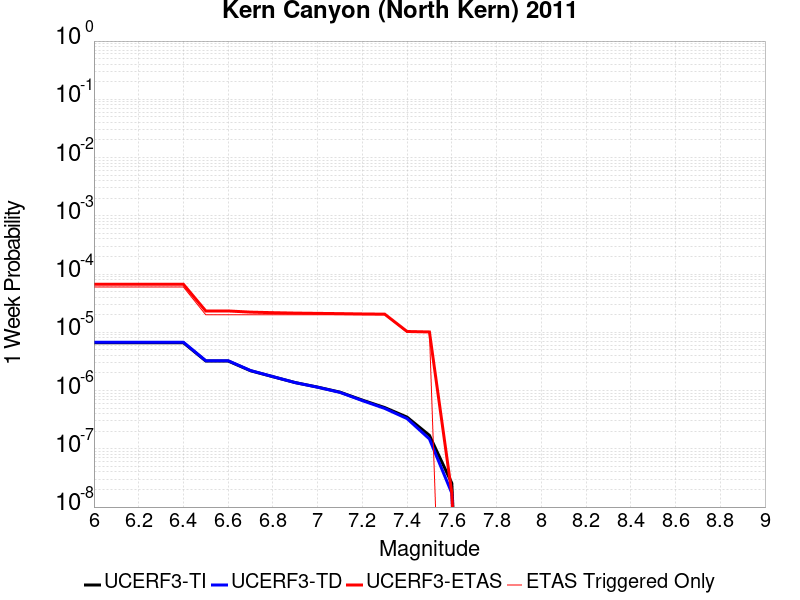 Kern Canyon (North Kern) 2011
1 Week Probability
10^0
10^-1
10^-2
10^-3
10^-4
10^-5
10^-6
10^-7
10^-8
6 6.2 6.4 6.6 6.8 7 7.2 7.4 7.6 7.8 8 8.2 8.4 8.6 8.8 9
Magnitude
UCERF3-TI UCERF3-TD UCERF3-ETAS ETAS Triggered Only